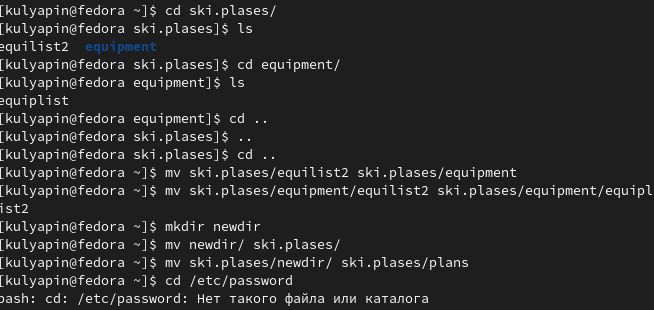 [kulyapin@fedora ~]$ cd ski.plases/
[kulyapin@fedora ski.plases]$ ls
equilist2  equipment
[kulyapin@fedora ski.plases]$ cd equipment/
[kulyapin@fedora equipment]$ ls
equiplist
[kulyapin@fedora equipment]$ cd ..
[kulyapin@fedora ski.plases]$ ..
[kulyapin@fedora ski.plases]$ cd ..
[kulyapin@fedora ~]$ mv ski.plases/equilist2 ski.plases/equipment
[kulyapin@fedora ~]$ mv ski.plases/equipment/equilist2 ski.plases/equipment/equipl
ist2
[kulyapin@fedora ~]$ mkdir newdir
[kulyapin@fedora ~]$ mv newdir/ ski.plases/
[kulyapin@fedora ~]$ mv ski.plases/newdir/ ski.plases/plans
[kulyapin@fedora ~]$ cd /etc/password
bash: cd: /etc/password: Нет такого файла или каталога